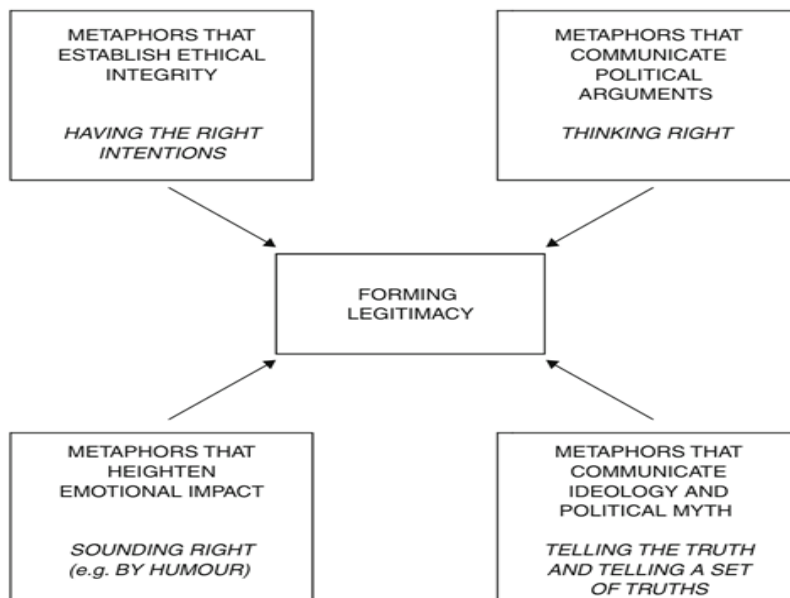 METAPHORS THAT
ESTABLISH ETHICAL
INTEGRITY
HAVING THE RIGHT
INTENTIONS
METAPHORS THAT
COMMUNICATE
POLITICAL
ARGUMENTS
THINKING RIGHT
FORMING
LEGITIMACY
METAPHORS THAT
HEIGHTEN
EMOTIONAL IMPACT
SOUNDING RIGHT
(e.g. BY HUMOUR)
METAPHORS THAT
COMMUNICATE
IDEOLOGY AND
POLITICAL MYTH
TELLING THE TRUTH
AND TELLING A SET
OF TRUTHS